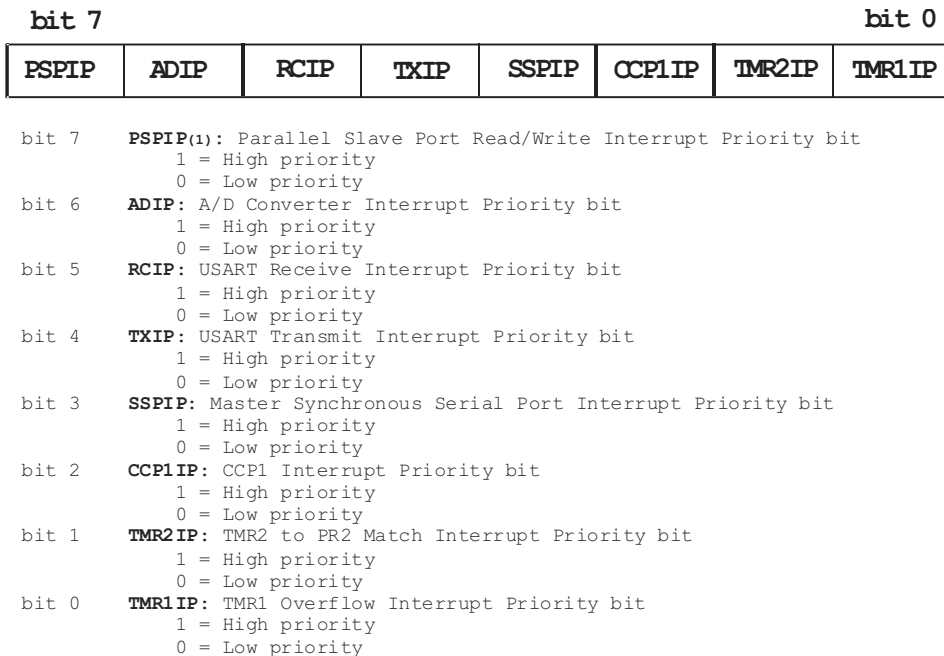 bit 7 bit 0
PSPIP ADIP RCIP TXIP SSPIP CCP1IP TMR2IP TMR1IP
bit 7 PSPIP(1): Parallel Slave Port Read/Write Interrupt Priority bit
1 = High priority
0 = Low priority
bit 6 ADIP: A/D Converter Interrupt Priority bit
1 = High priority
0 = Low priority
bit 5 RCIP: USART Receive Interrupt Priority bit
1 = High priority
0 = Low priority
bit 4 TXIP: USART Transmit Interrupt Priority bit
1 = High priority
0 = Low priority
bit 3 SSPIP: Master Synchronous Serial Port Interrupt Priority bit
1 = High priority
0 = Low priority
bit 2 CCP1IP: CCP1 Interrupt Priority bit
1 = High priority
0 = Low priority
bit 1 TMR2IP: TMR2 to PR2 Match Interrupt Priority bit
1 = High priority
0 = Low priority
bit 0 TMR1IP: TMR1 Overflow Interrupt Priority bit
1 = High priority
0 = Low priority